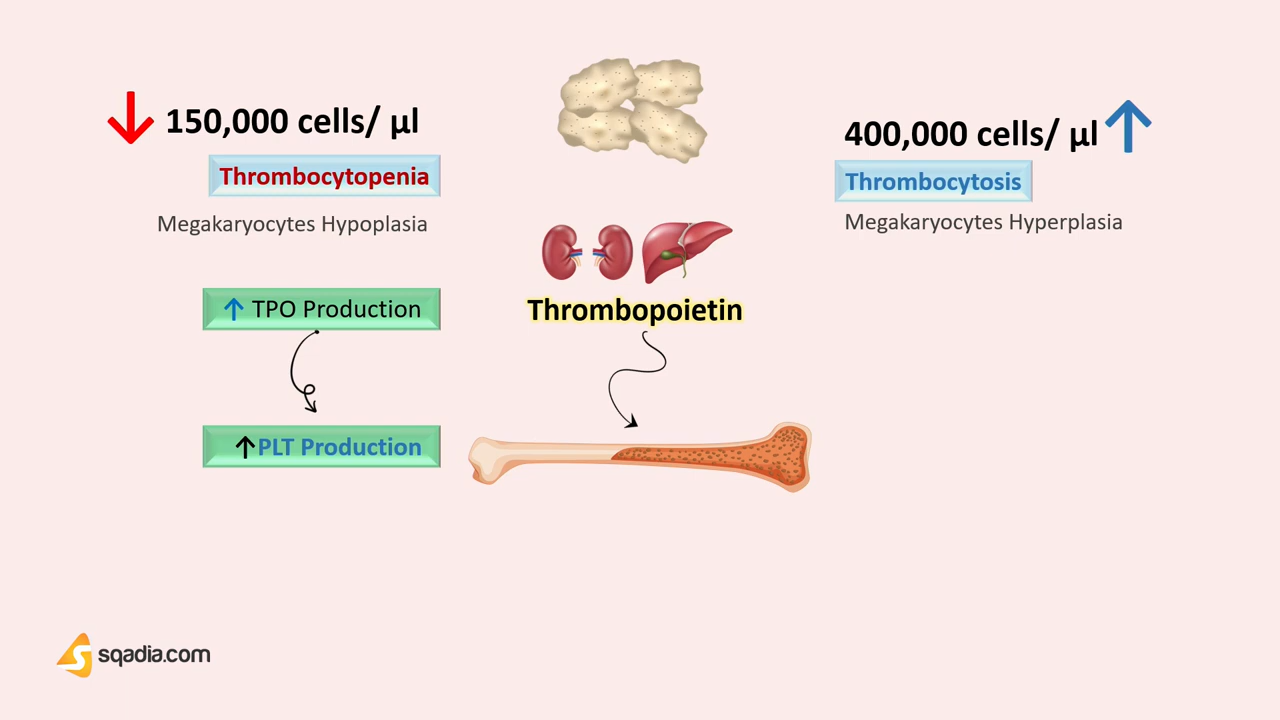 150,000 cells/ µl
Thrombocytopenia
Megakaryocytes Hypoplasia
↑ TPO Production
↑PLT Production
Thrombopoietin
400,000 cells/ µl
Thrombocytosis
Megakaryocytes Hyperplasia
sqadia.com